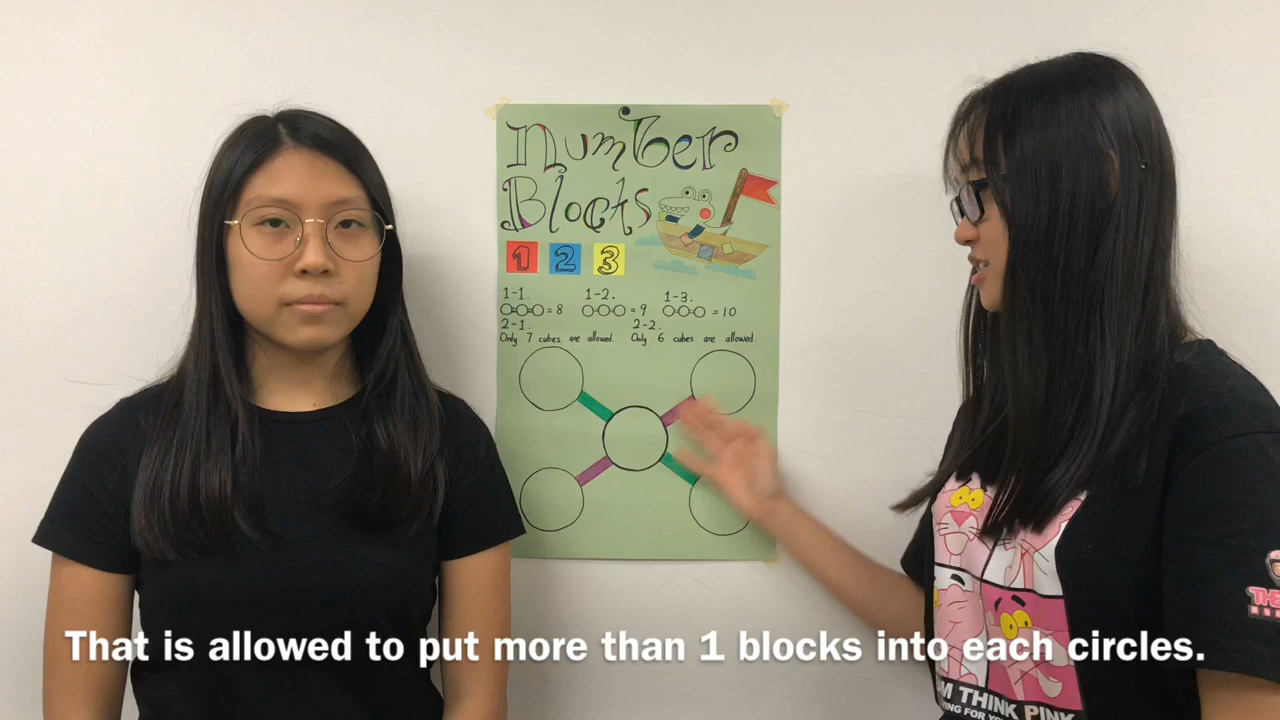 Number
Blocks
1 2 3
1-1. 1-2. 1-3.
=8 =9 =10
2-1. 2-2.
Only 7 cubes are allowed. Only 6 cubes are allowed.
THINK PINK
That is allowed to put more than 1 blocks into each circles.